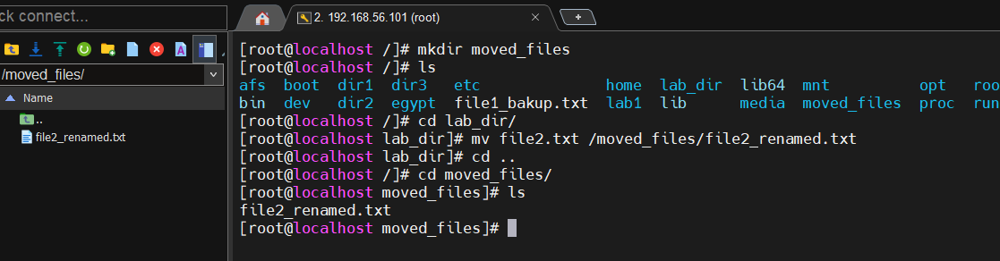 ck connect...
2. 192.168.56.101 (root)
/moved_files/
Name
..
file2_renamed.txt
[root@localhost /]# mkdir moved_files
[root@localhost /]# ls
afs boot dir1 dir3 etc home lab_dir lib64 mnt opt roo
bin dev dir2 egypt file1_bakup.txt lab1 lib media moved_files proc run
[root@localhost /]# cd lab_dir/
[root@localhost lab_dir]# mv file2.txt /moved_files/file2_renamed.txt
[root@localhost lab_dir]# cd ..
[root@localhost /]# cd moved_files/
[root@localhost moved_files]# ls
file2_renamed.txt
[root@localhost moved_files]#